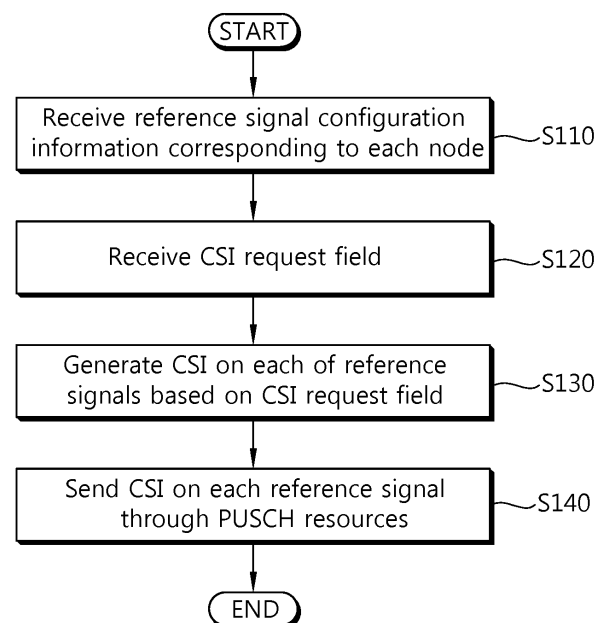 START
Receive reference signal configuration
information corresponding to each node
S110
Receive CSI request field
S120
Generate CSI on each of reference
signals based on CSI request field
S130
Send CSI on each reference signal
through PUSCH resources
S140
END